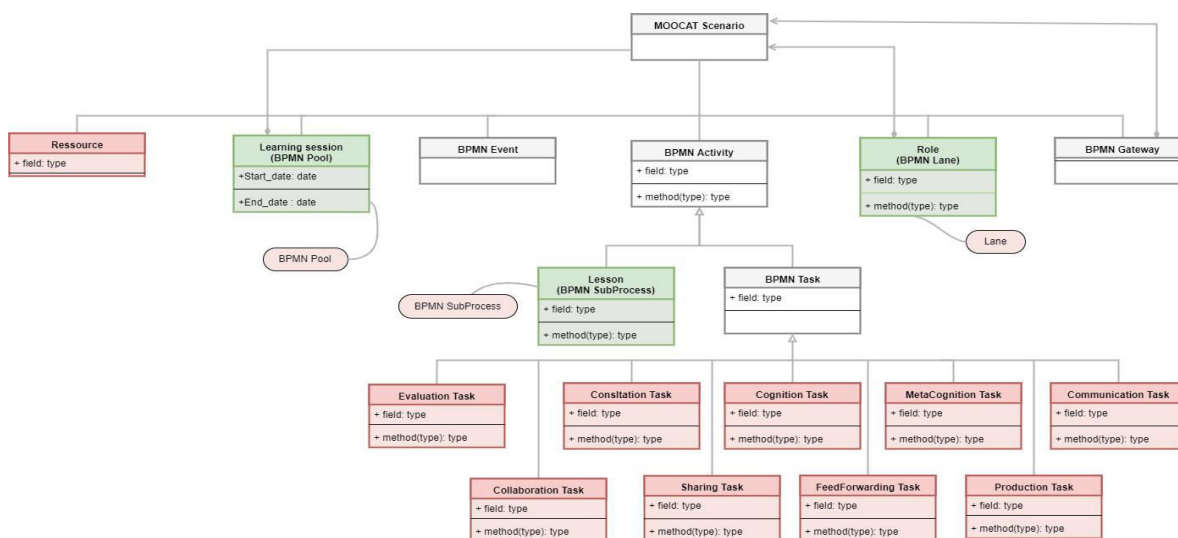 MOOCAT Scenario
Ressource
+ field: type
Learning session
(BPMN Pool)
+Start_date: date
+End_date : date
BPMN Event
BPMN Activity
+ field: type
+ method(type): type
Role
(BPMN Lane)
+ field: type
+ method(type): type
BPMN Gateway
BPMN Pool
Lane
BPMN SubProcess
Lesson
(BPMN SubProcess)
+ field: type
+ method(type): type
BPMN Task
+ field: type
Evaluation Task
+ field: type
+ method(type): type
Consltation Task
+ field: type
+ method(type): type
Cognition Task
+ field: type
+ method(type): type
MetaCognition Task
+ field: type
+ method(type): type
Communication Task
+ field: type
+ method(type): type
Collaboration Task
+ field: type
+ method(type): type
Sharing Task
+ field: type
+ method(type): type
FeedForwarding Task
+ field: type
+ method(type): type
Production Task
+ field: type
+ method(type): type